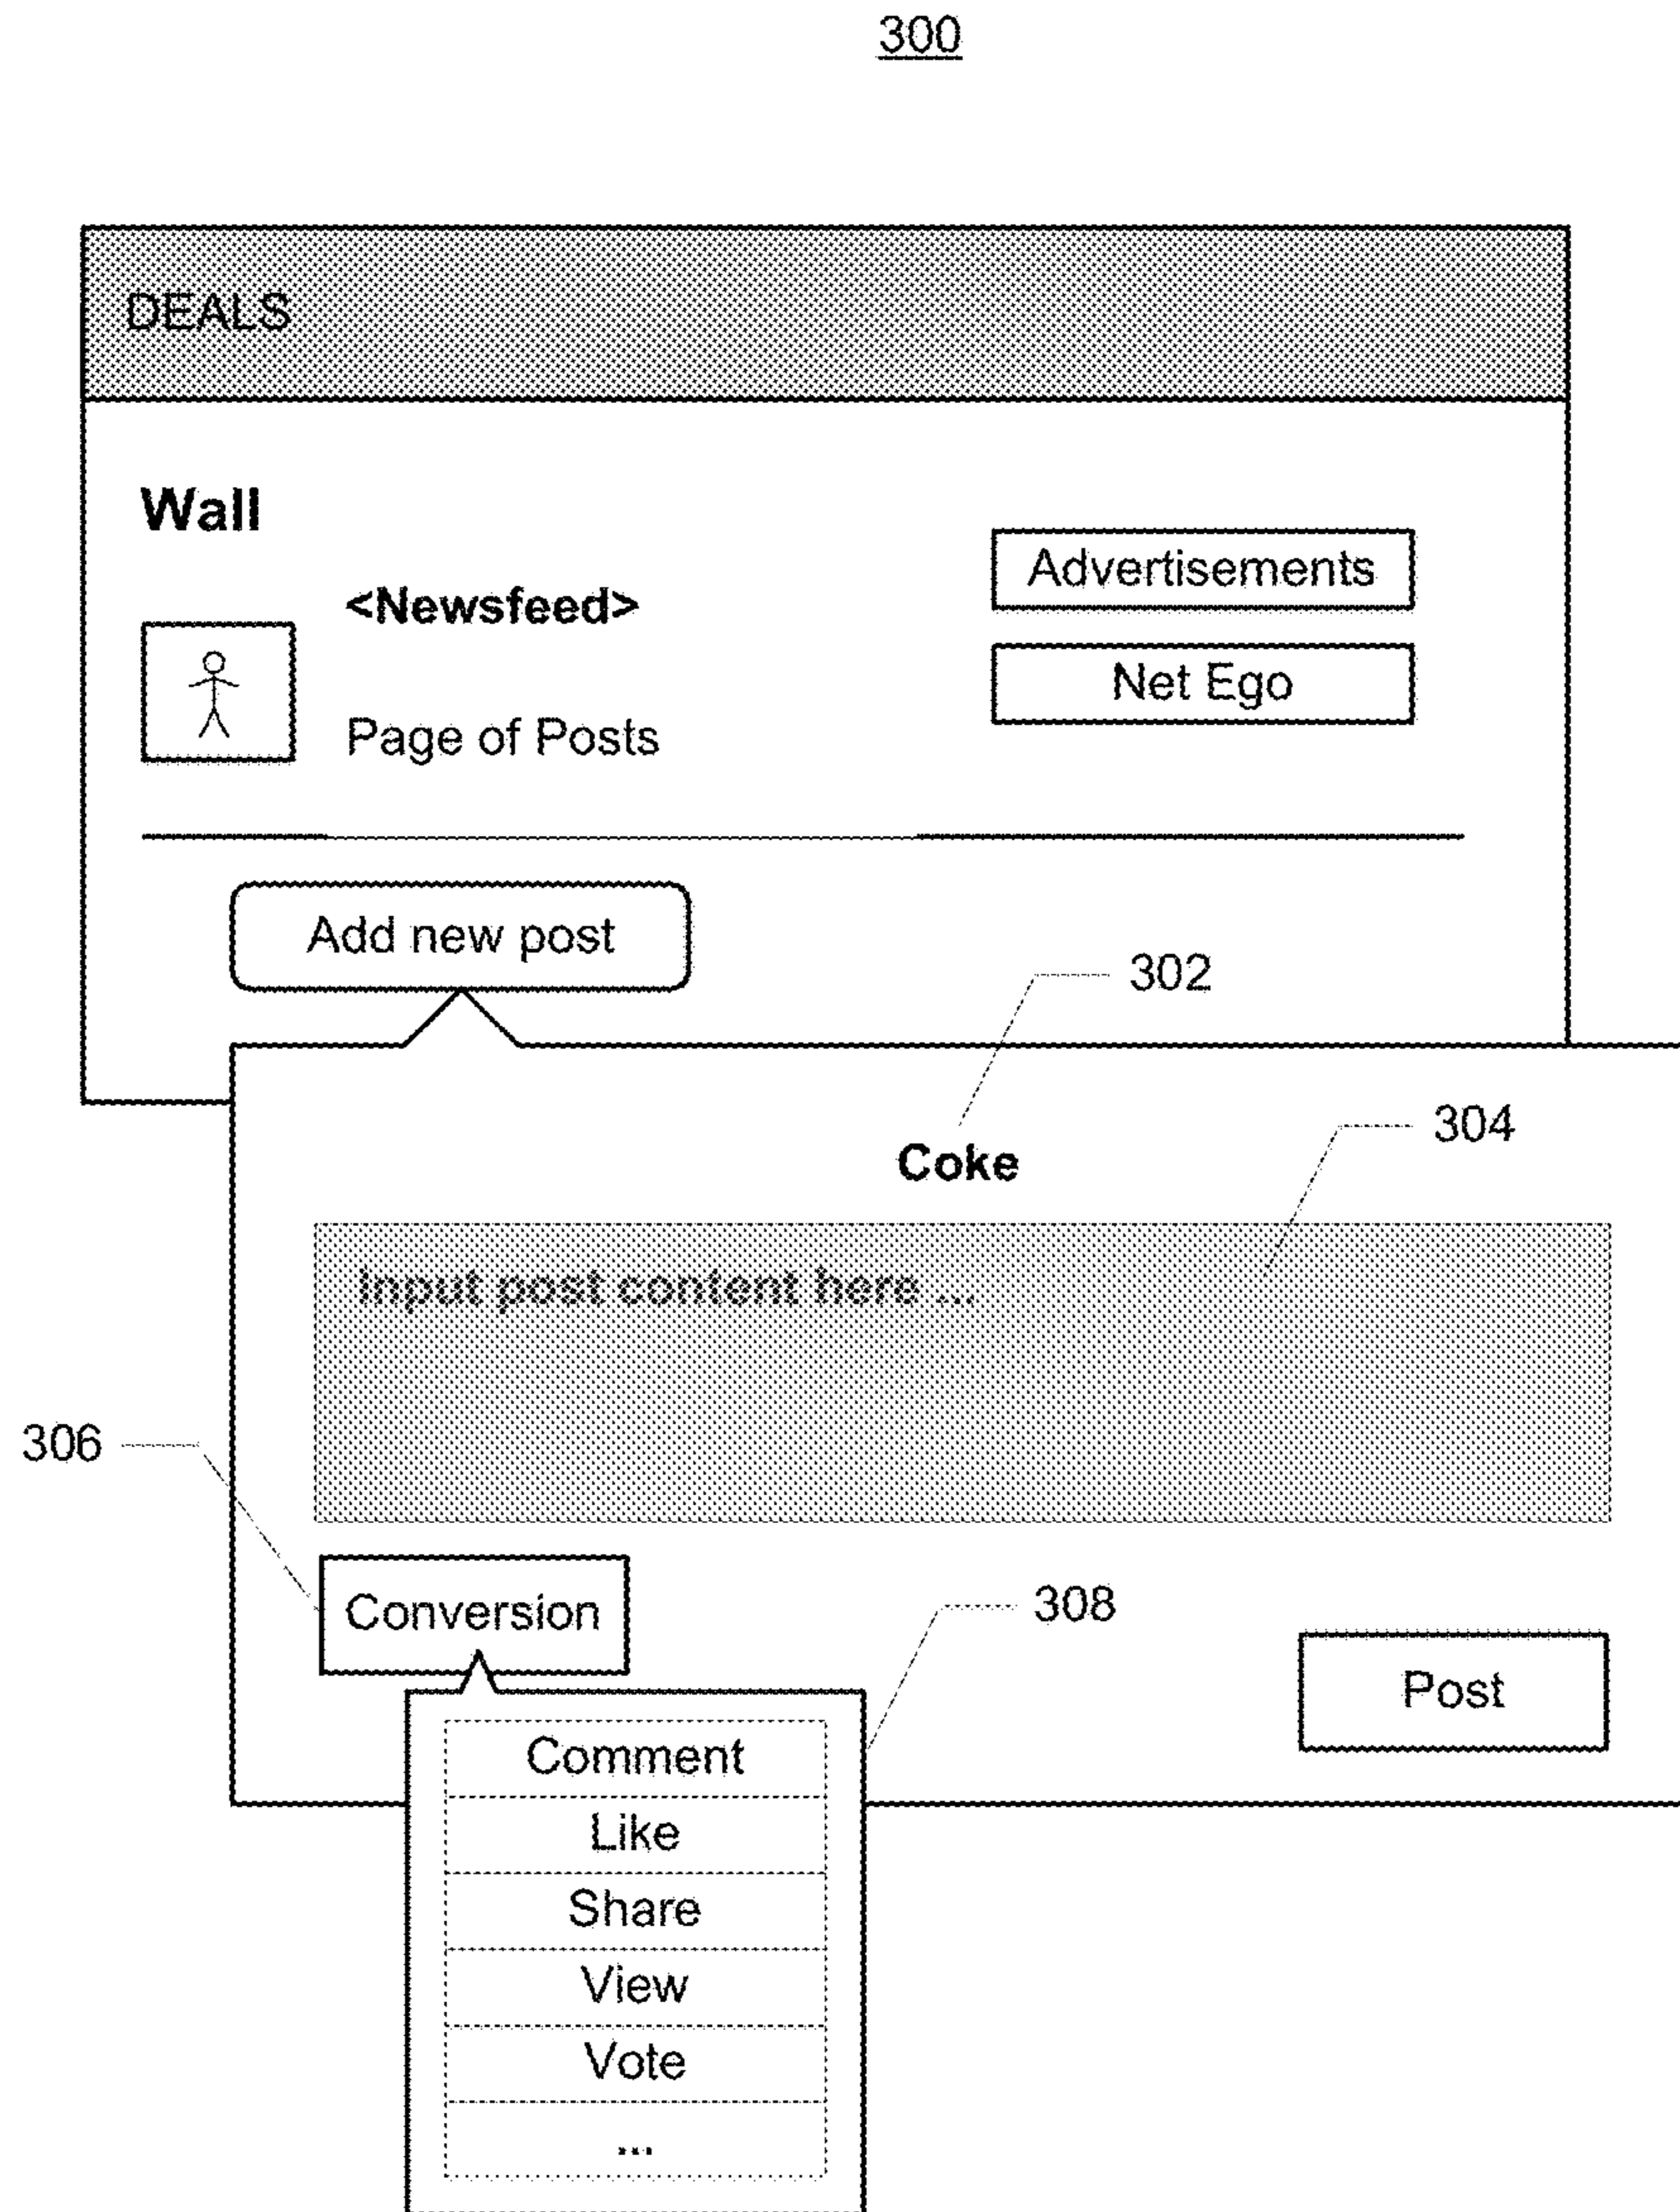 300
DEALS
Wall
<Newsfeed>
Page of Posts
Advertisements
Net Ego
Add new post
302
Coke
304
Input post content here ...
306
Conversion
308
Post
Comment
Like
Share
View
Vote
...